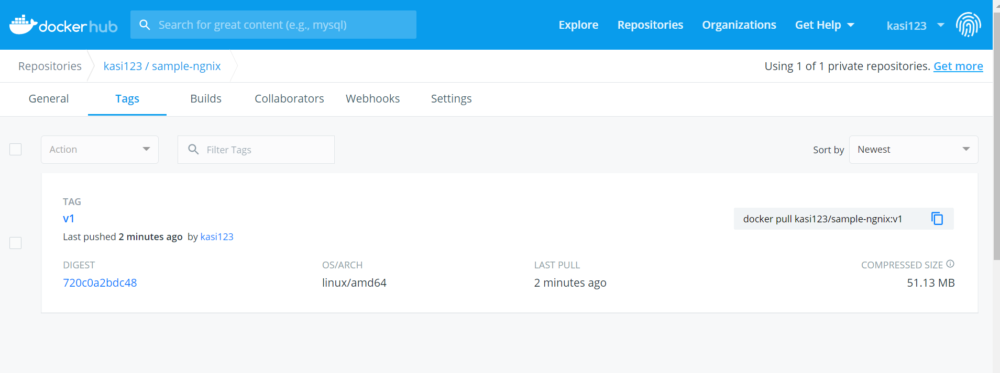 docker hub
Search for great content (e.g., mysql)
Explore
Repositories
Organizations
Get Help
kasi123
Repositories
kasi123 / sample-ngnix
Using 1 of 1 private repositories. Get more
General
Tags
Builds
Collaborators
Webhooks
Settings
Action
Filter Tags
Sort by
Newest
TAG
v1
docker pull kasi123/sample-ngnix:v1
Last pushed 2 minutes ago by kasi123
DIGEST
OS/ARCH
LAST PULL
COMPRESSED SIZE
720c0a2bdc48
linux/amd64
2 minutes ago
51.13 MB